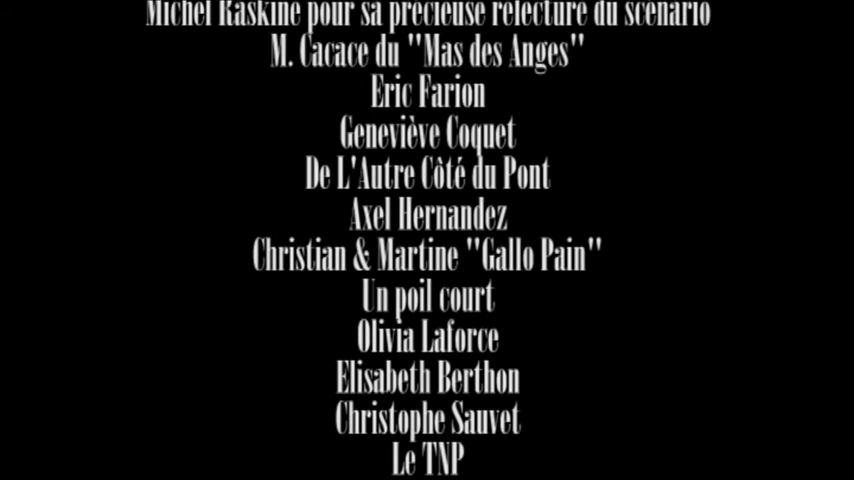 Michel Raskine pour sa précieuse relecture du scénario
M. Cacace du "Mas des Anges"
Eric Farion
Geneviève Coquet
De L'Autre Côté du Pont
Axel Hernandez
Christian & Martine "Gallo Pain"
Un poil court
Olivia Laforce
Elisabeth Berthon
Christophe Sauvet
Le TNP